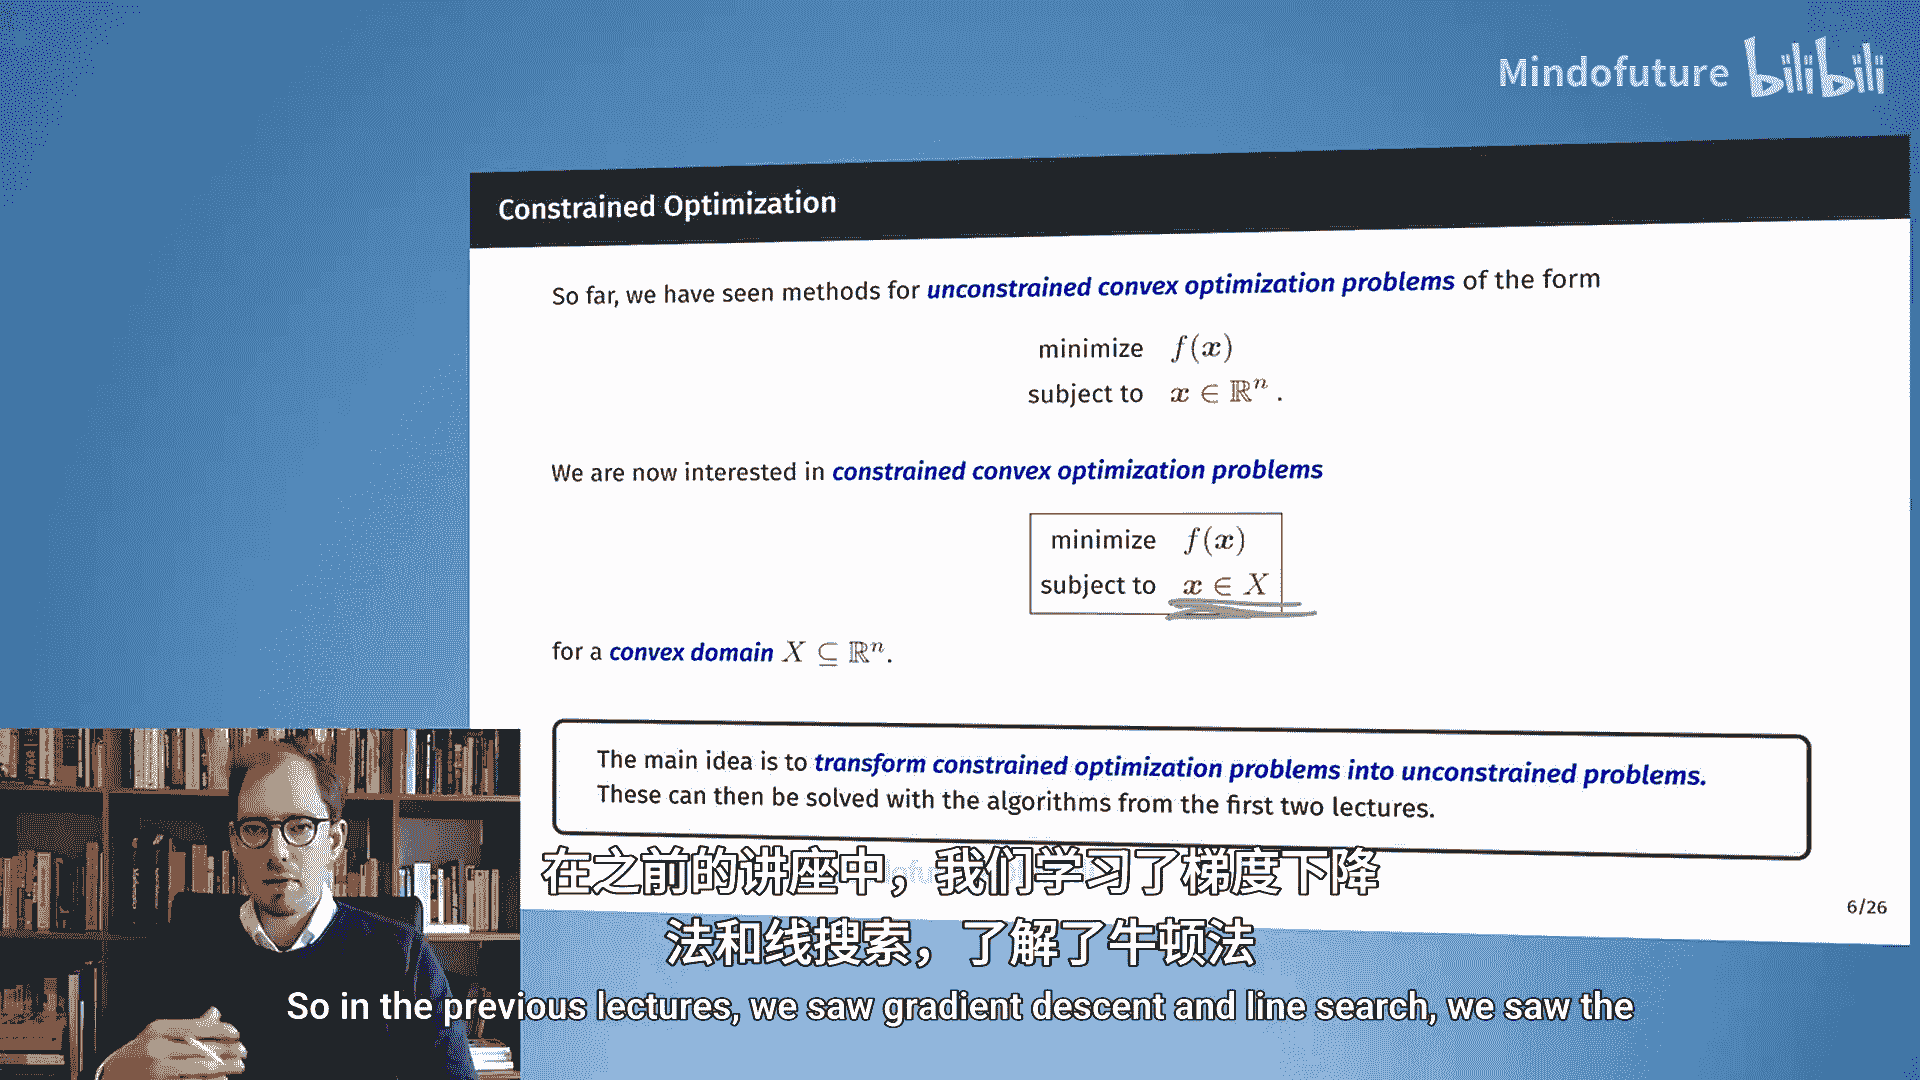 Mindofuture bilibili
Constrained Optimization
So far, we have seen methods for unconstrained convex optimization problems of the form
minimize f(x)
subject to x ∈ ℝⁿ .
We are now interested in constrained convex optimization problems
minimize f(x)
subject to x ∈ X
for a convex domain X ⊆ ℝⁿ.
The main idea is to transform constrained optimization problems into unconstrained problems.
These can then be solved with the algorithms from the first two lectures.
在之前的讲座中，我们学习了梯度下降
法和线搜索，了解了牛顿法
6/26
So in the previous lectures, we saw gradient descent and line search, we saw the